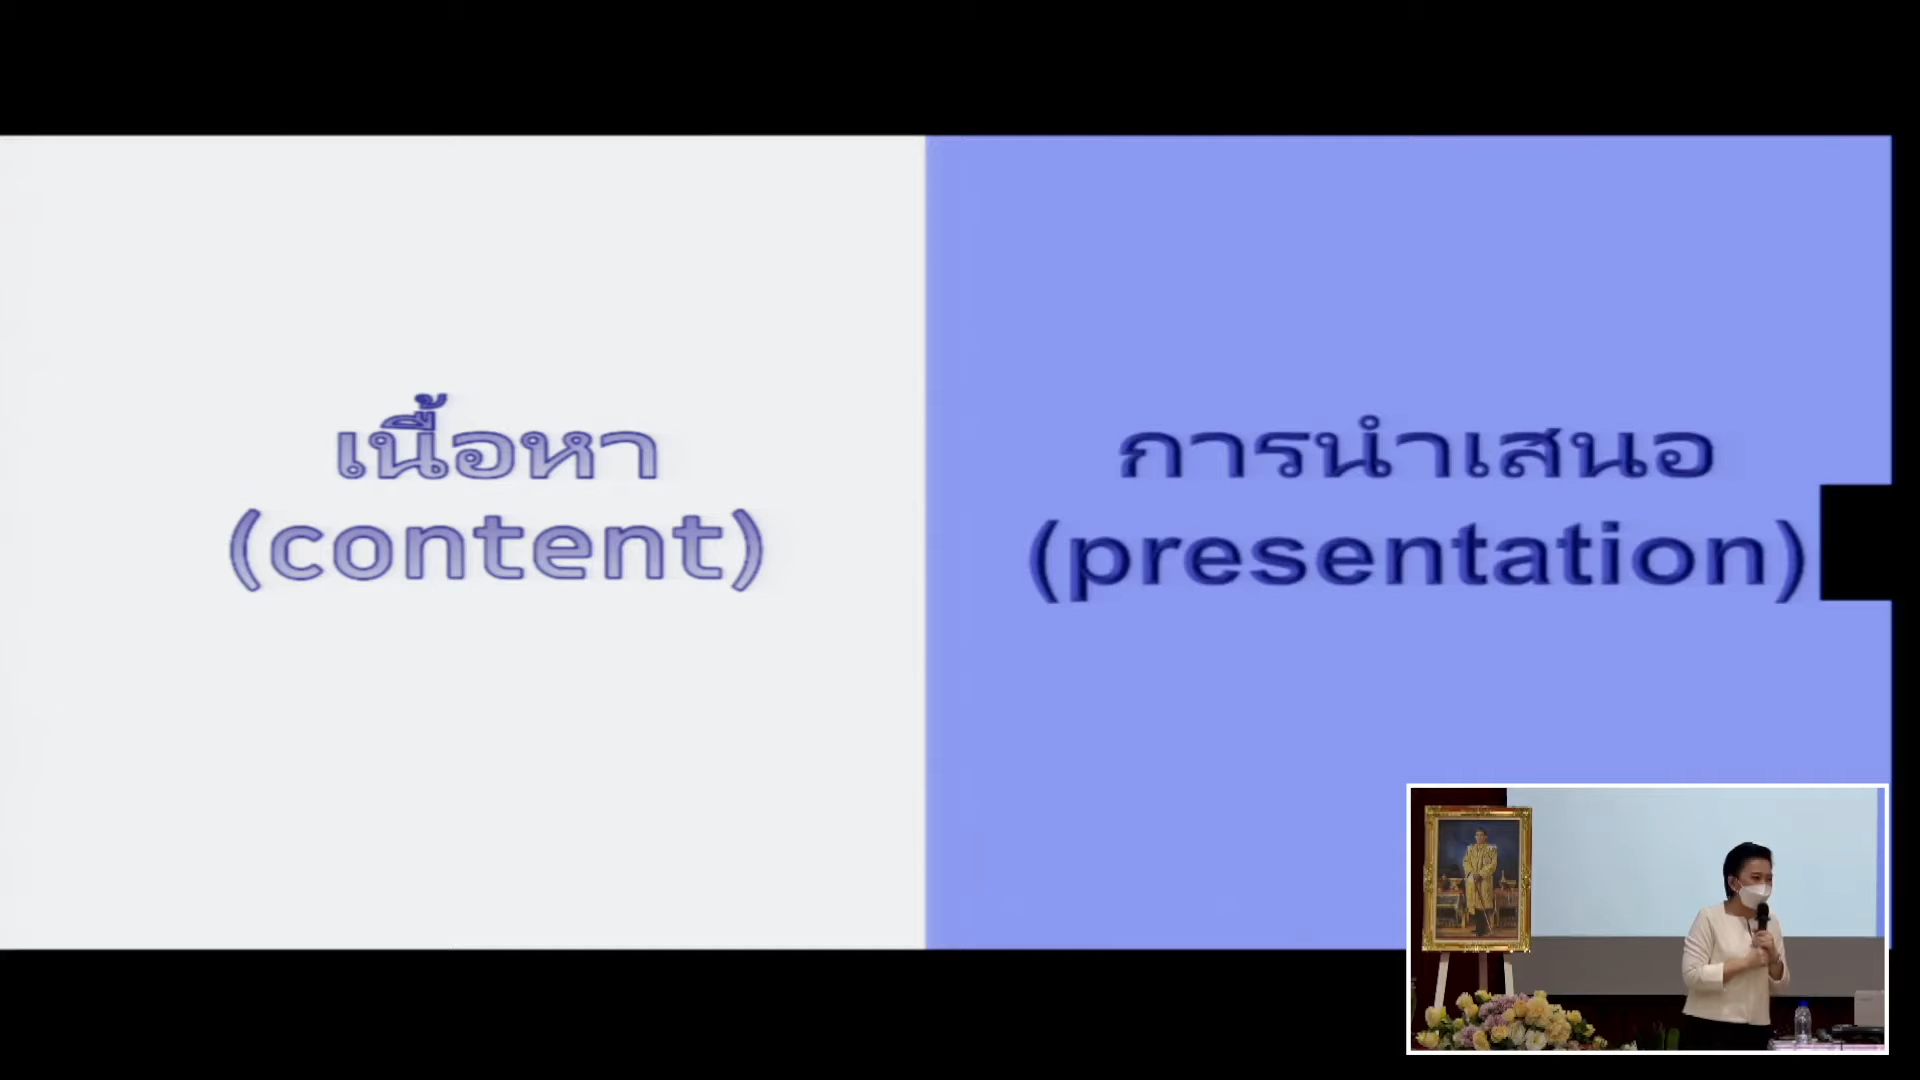 เนื้อหา
(content)
การนำเสนอ
(presentation)